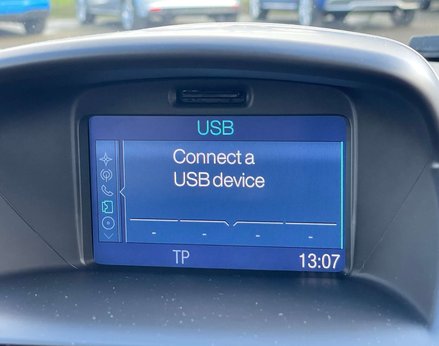 USB
Connect a
USB device
- - - -
TP 13:07